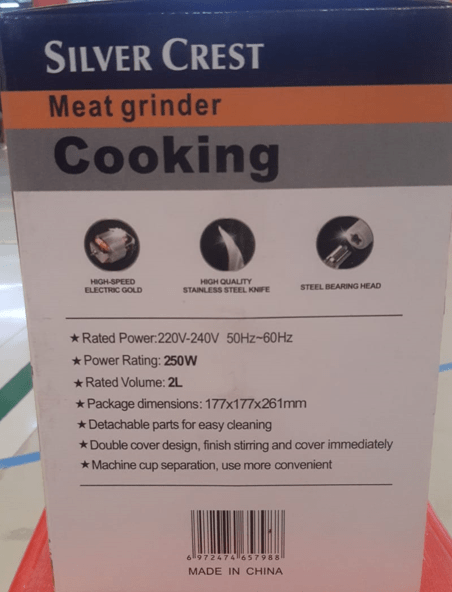 SILVER CREST
Meat grinder
Cooking
HIGH-SPEED
ELECTRIC GOLD
HIGH QUALITY
STAINLESS STEEL KNIFE
STEEL BEARING HEAD
★Rated Power:220V-240V 50Hz~60Hz
★Power Rating: 250W
★Rated Volume: 2L
★Package dimensions: 177x177x261mm
★Detachable parts for easy cleaning
★Double cover design, finish stirring and cover immediately
★Machine cup separation, use more convenient
6 972474 657988
MADE IN CHINA